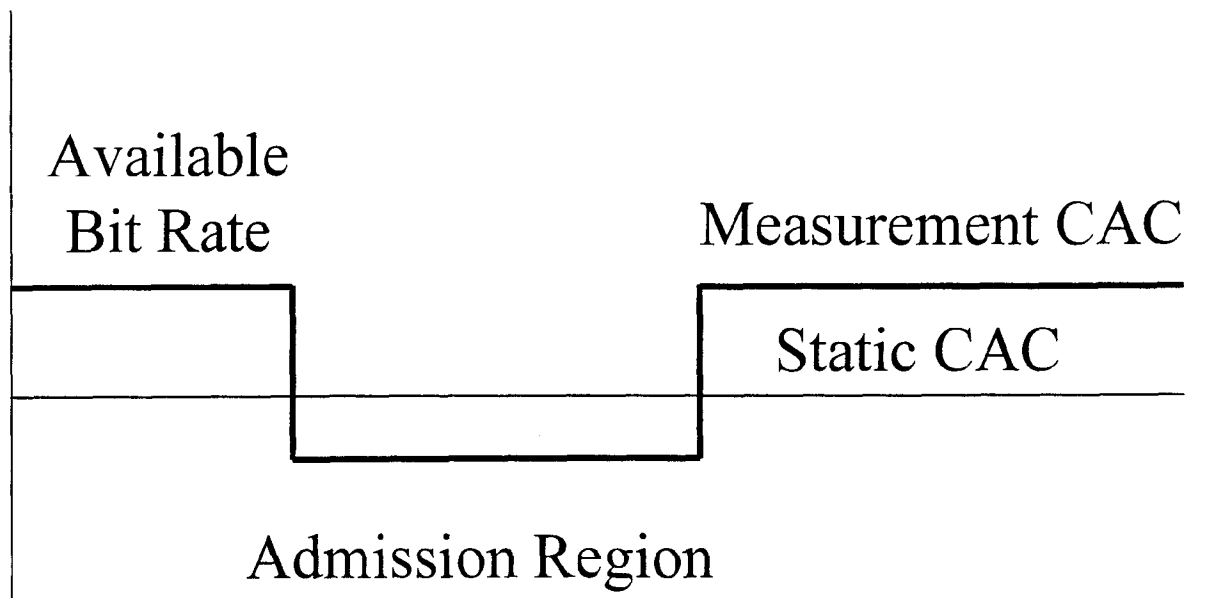 Available
Bit Rate
Measurement CAC
Static CAC
Admission Region